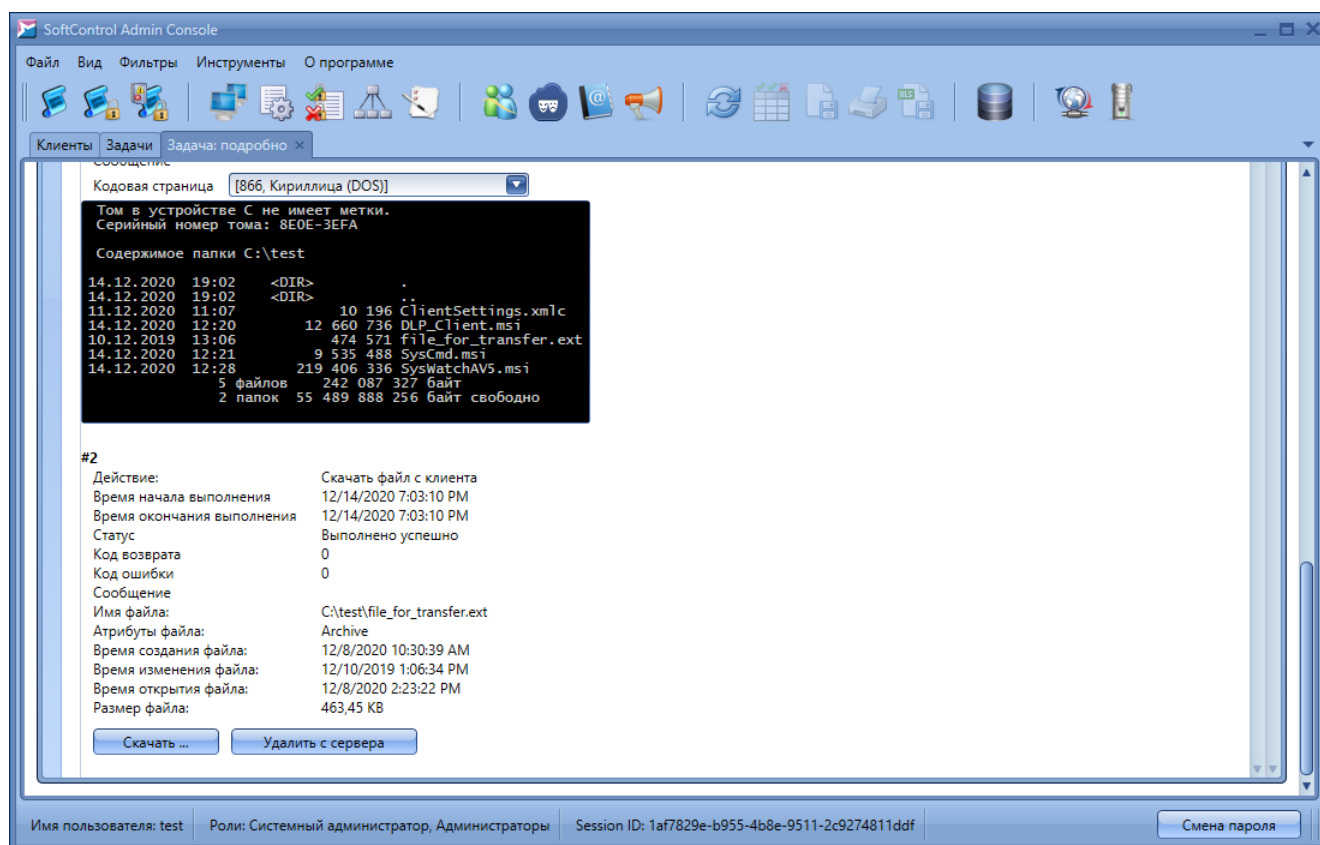 SoftControl Admin Console
Файл Вид Фильтры Инструменты О программе
Клиенты Задачи Задача: подробно ×
Сообщение
Кодовая страница [866, Кириллица (DOS)]
Том в устройстве C не имеет метки.
Серийный номер тома: 8E0E-3EFA
Содержимое папки C:\test
14.12.2020 19:02 <DIR> .
14.12.2020 19:02 <DIR> ..
11.12.2020 11:07 10 196 ClientSettings.xmlc
14.12.2020 12:20 12 660 736 DLP_Client.msi
10.12.2019 13:06 474 571 file_for_transfer.ext
14.12.2020 12:21 9 535 488 SysCmd.msi
14.12.2020 12:28 219 406 336 SysWatchAV5.msi
5 файлов 242 087 327 байт
2 папок 55 489 888 256 байт свободно
#2
Действие: Скачать файл с клиента
Время начала выполнения 12/14/2020 7:03:10 PM
Время окончания выполнения 12/14/2020 7:03:10 PM
Статус Выполнено успешно
Код возврата 0
Код ошибки 0
Сообщение
Имя файла: C:\test\file_for_transfer.ext
Атрибуты файла: Archive
Время создания файла: 12/8/2020 10:30:39 AM
Время изменения файла: 12/10/2019 1:06:34 PM
Время открытия файла: 12/8/2020 2:23:22 PM
Размер файла: 463,45 KB
Скачать ... Удалить с сервера
Имя пользователя: test Роли: Системный администратор, Администраторы Session ID: 1af7829e-b955-4b8e-9511-2c9274811ddf Смена пароля